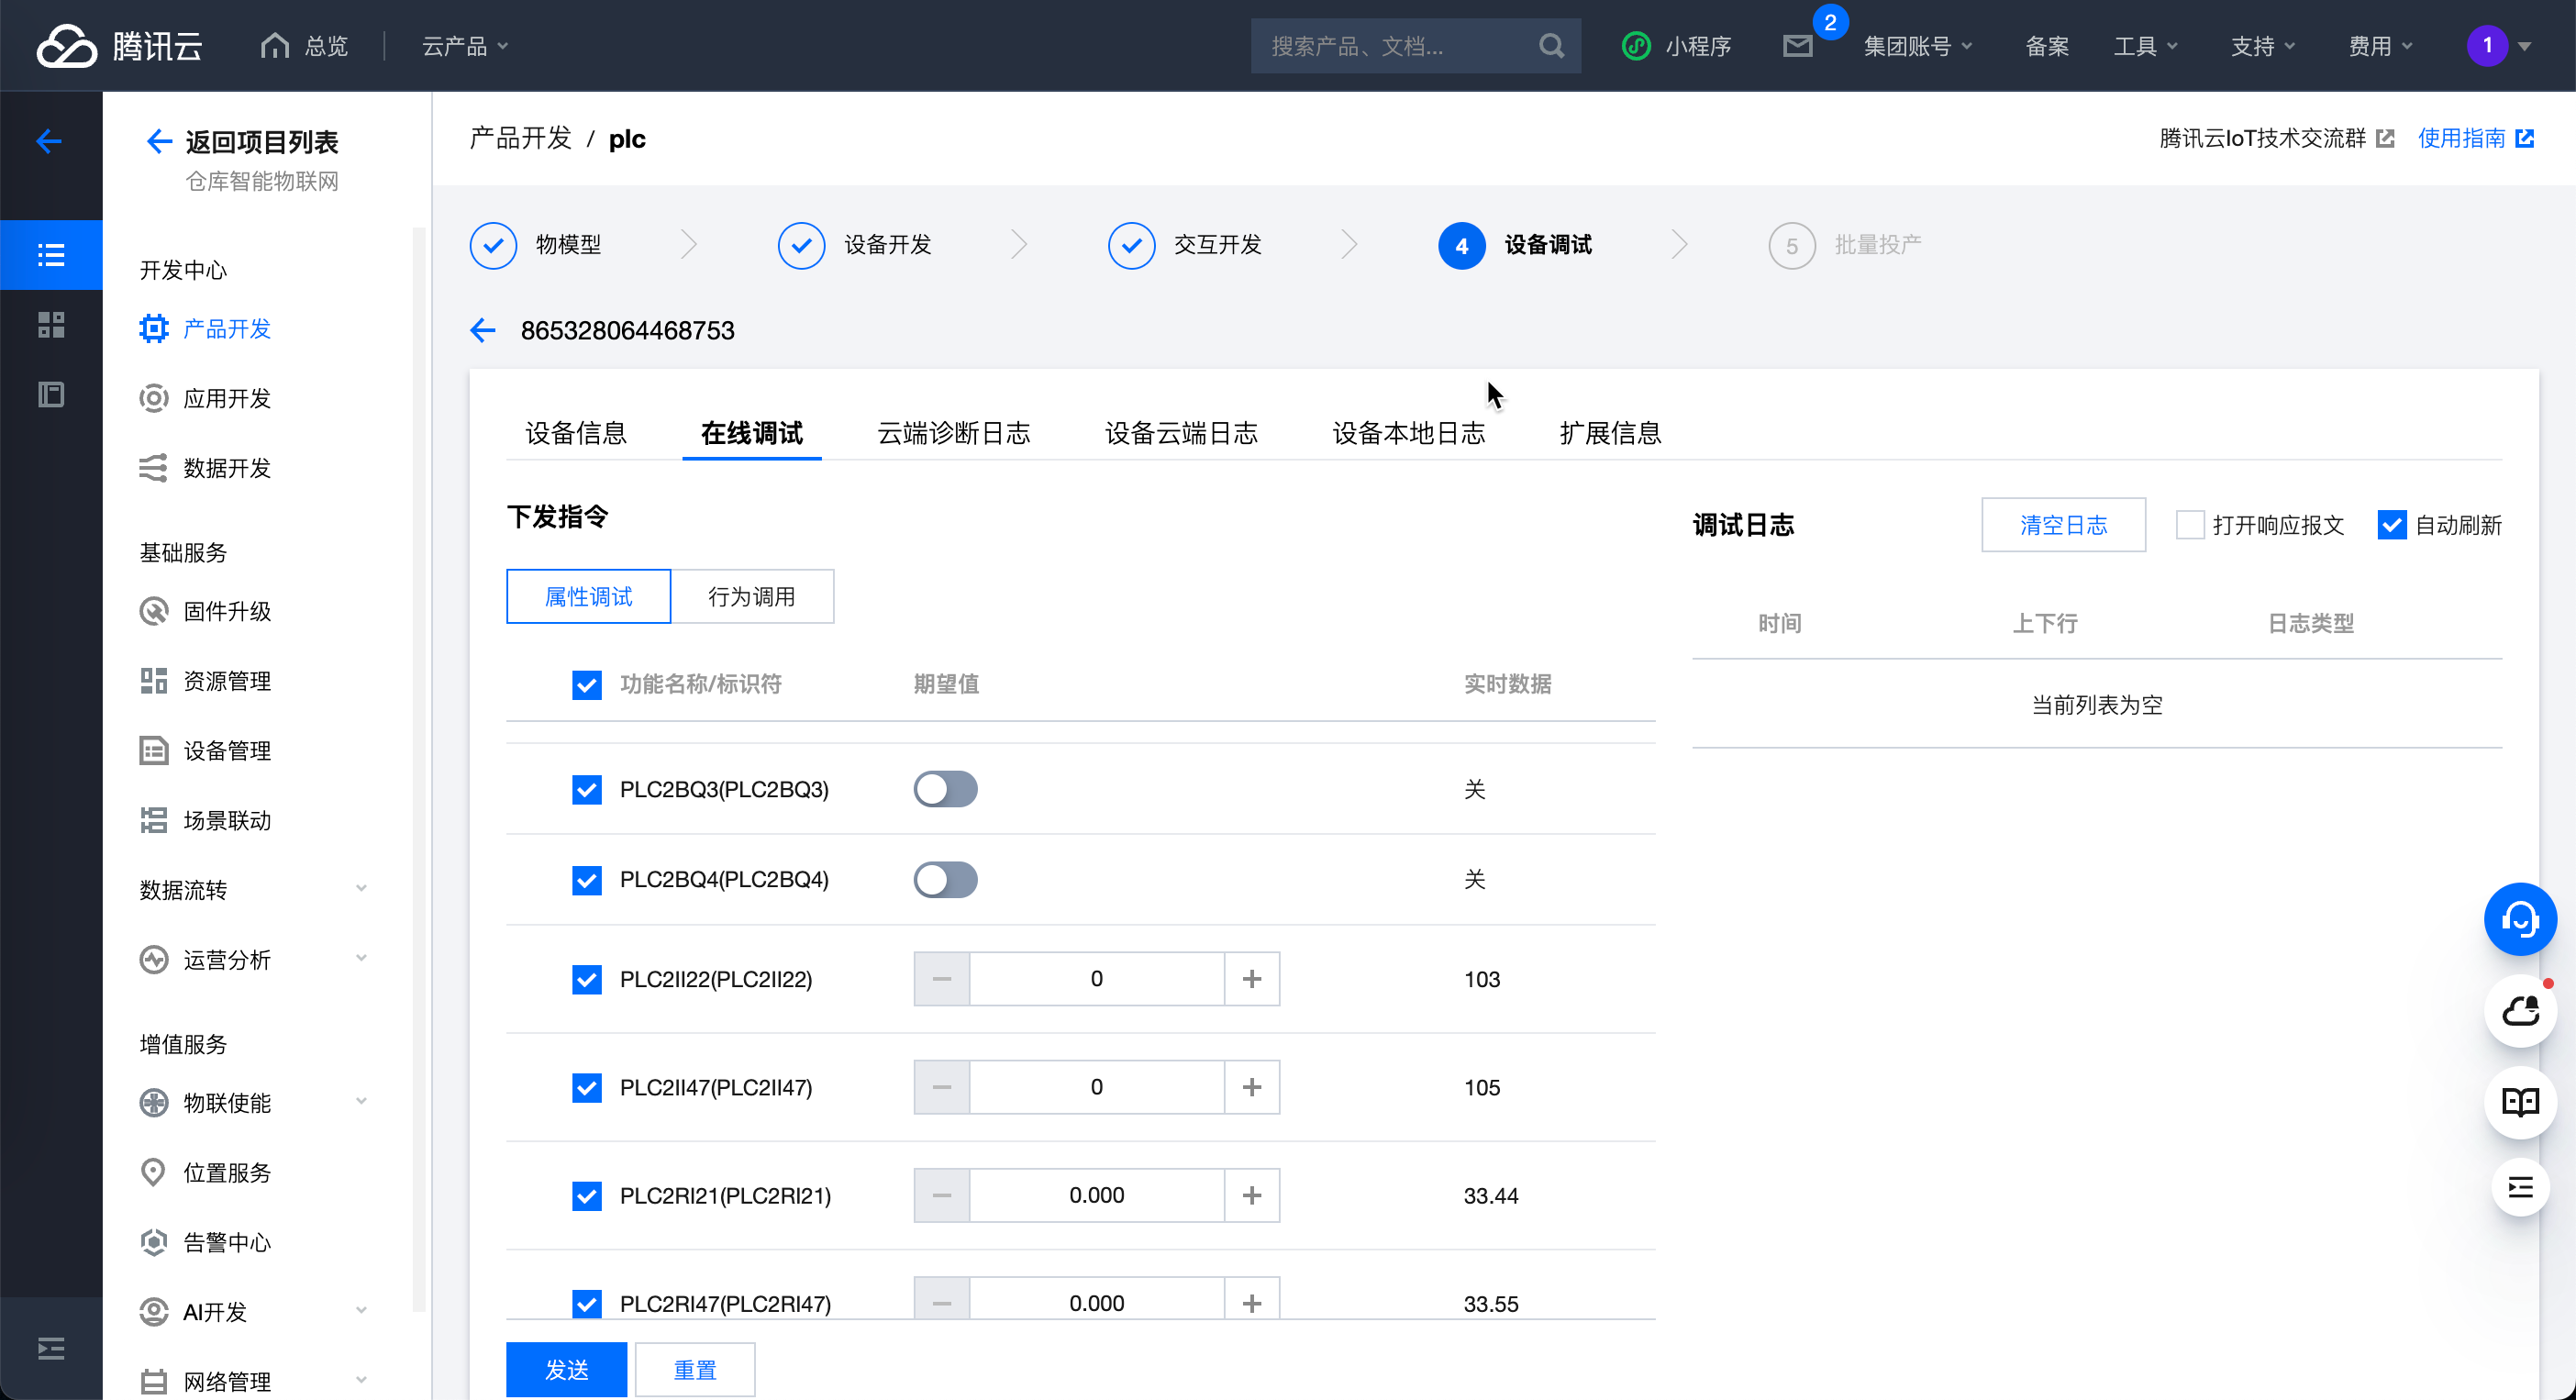 腾讯云 总览 云产品 搜索产品、文档... 小程序 2 集团账号 备案 工具 支持 费用 1
返回项目列表
仓库智能物联网
开发中心
产品开发
应用开发
数据开发
基础服务
固件升级
资源管理
设备管理
场景联动
数据流转
运营分析
增值服务
物联使能
位置服务
告警中心
AI开发
网络管理
产品开发 / plc
腾讯云IoT技术交流群 使用指南
物模型 设备开发 交互开发 4 设备调试 5 批量投产
865328064468753
设备信息 在线调试 云端诊断日志 设备云端日志 设备本地日志 扩展信息
下发指令
属性调试 行为调用
功能名称/标识符 期望值 实时数据
PLC2BQ3(PLC2BQ3) 关
PLC2BQ4(PLC2BQ4) 关
PLC2II22(PLC2II22) 0 103
PLC2II47(PLC2II47) 0 105
PLC2RI21(PLC2RI21) 0.000 33.44
PLC2RI47(PLC2RI47) 0.000 33.55
发送 重置
调试日志 清空日志 打开响应报文 自动刷新
时间 上下行 日志类型
当前列表为空